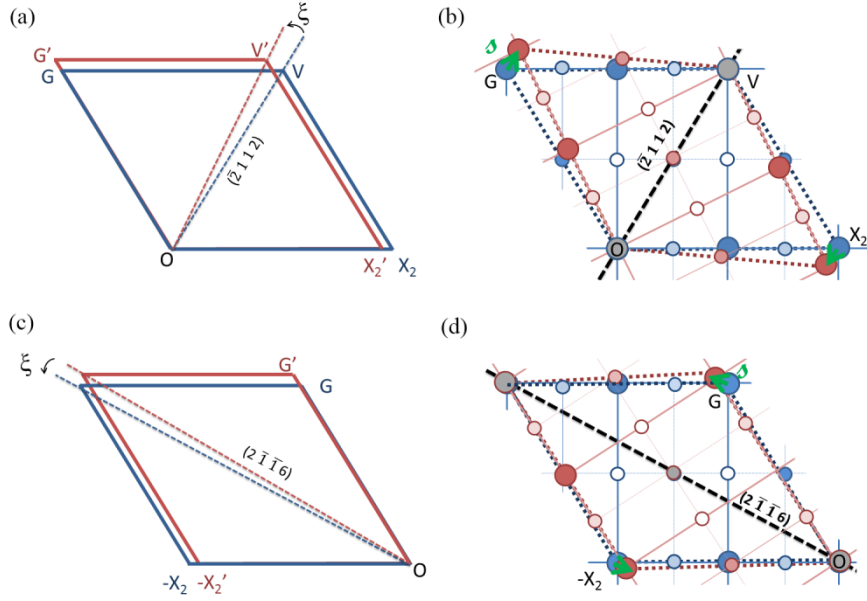 (a)
ξ
G'
V'
G
V
(2̅ 1 1 2)
O
X₂'
X₂
(b)
𝓈
G
V
(2̅ 1 1 2)
O
X₂
(c)
ξ
G'
G
(2 1̅ 1̅ 6)
O
-X₂
-X₂'
(d)
𝓈
G
(2 1̅ 1̅ 6)
O
-X₂